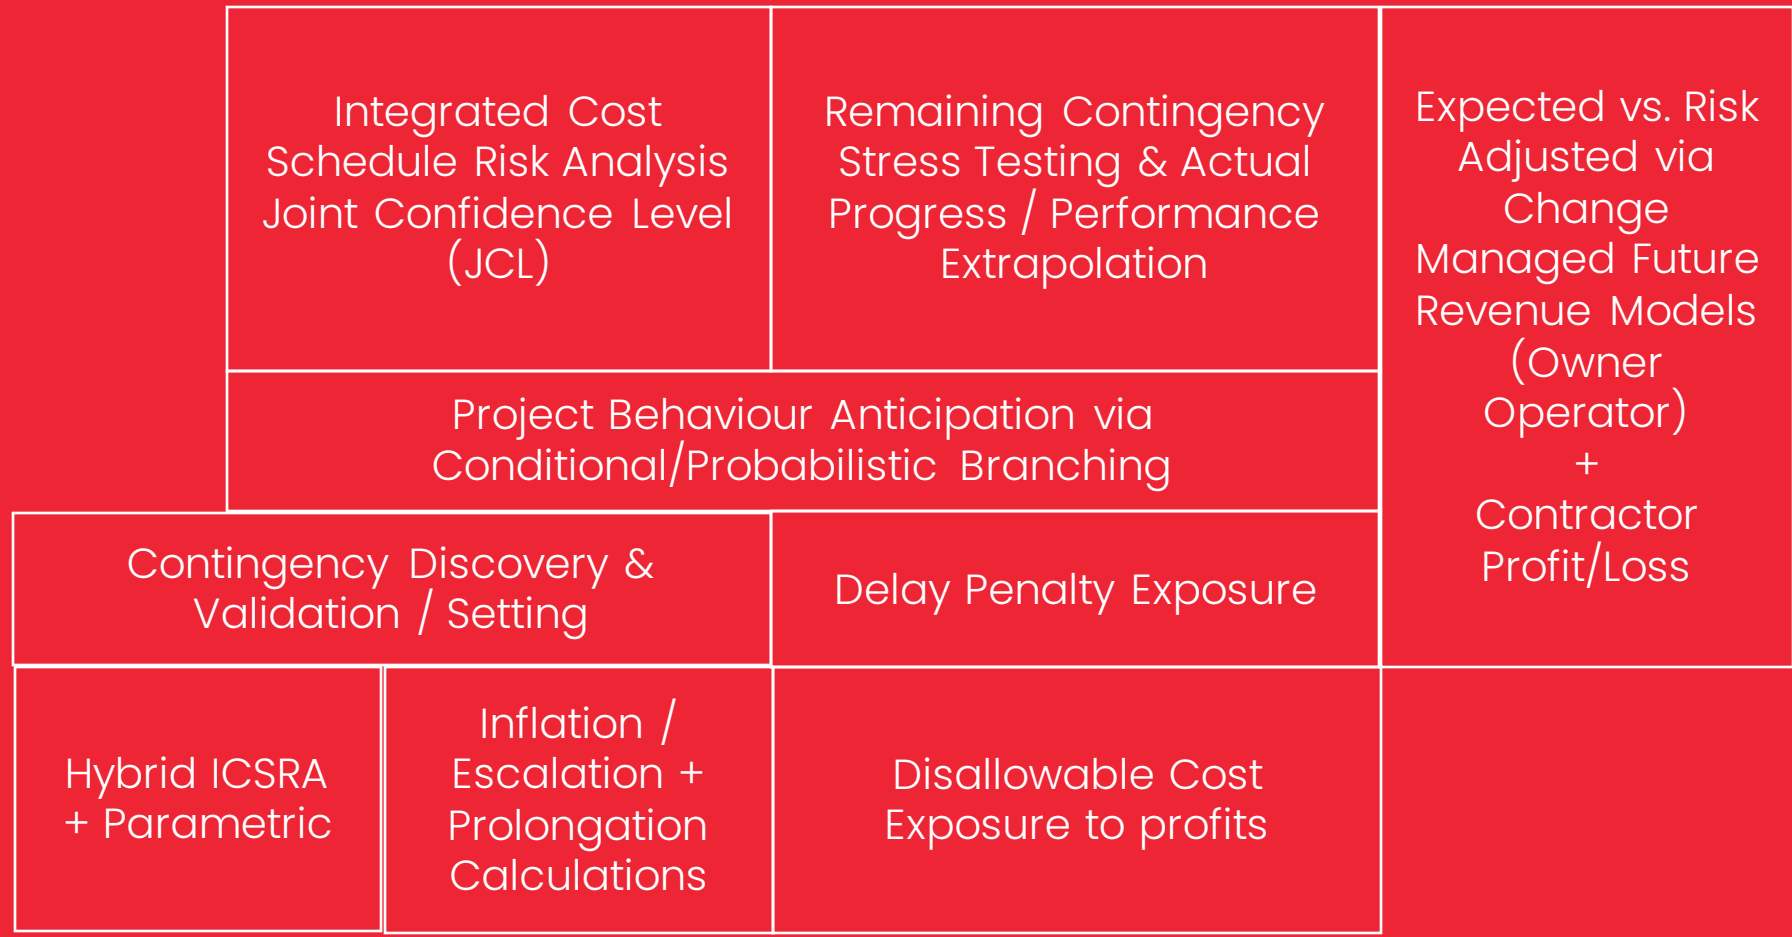 Integrated Cost
Schedule Risk Analysis
Joint Confidence Level
(JCL)
Remaining Contingency
Stress Testing & Actual
Progress / Performance
Extrapolation
Expected vs. Risk
Adjusted via
Change
Managed Future
Revenue Models
(Owner
Operator)
+
Contractor
Profit/Loss
Project Behaviour Anticipation via
Conditional/Probabilistic Branching
Contingency Discovery &
Validation / Setting
Delay Penalty Exposure
Hybrid ICSRA
+ Parametric
Inflation /
Escalation +
Prolongation
Calculations
Disallowable Cost
Exposure to profits